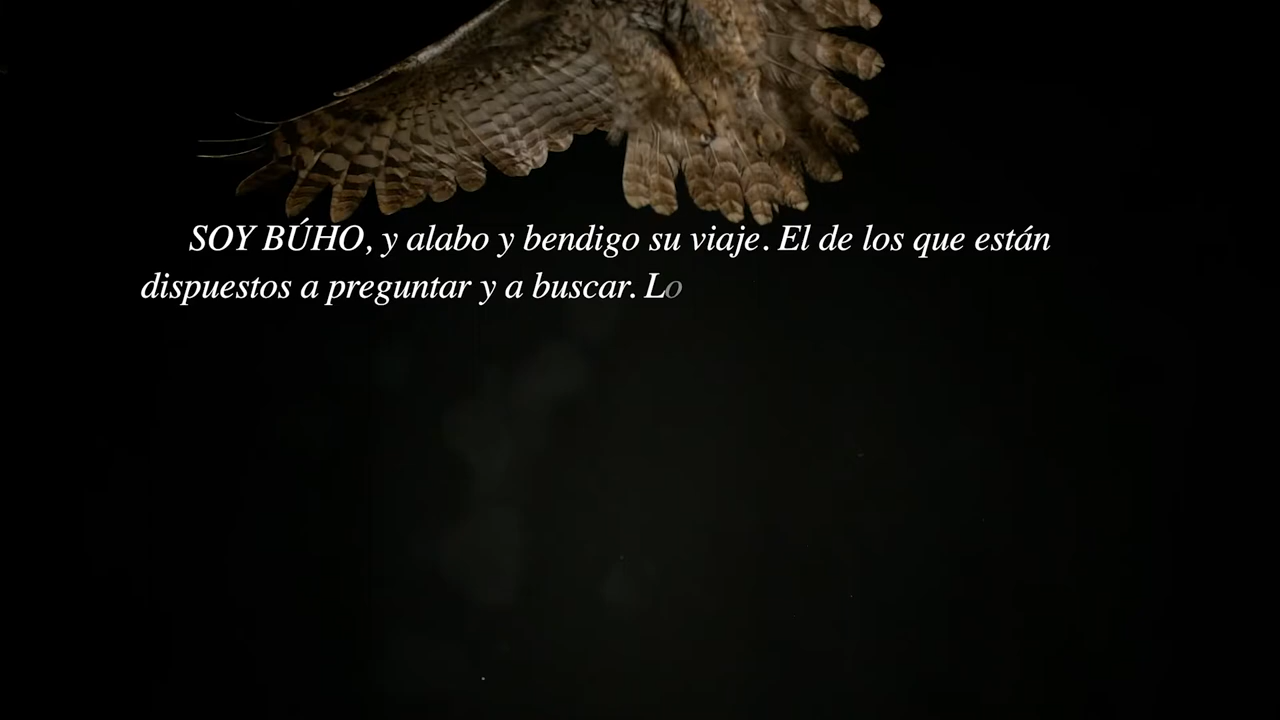 SOY BÚHO, y alabo y bendigo su viaje. El de los que están
dispuestos a preguntar y a buscar. Lo